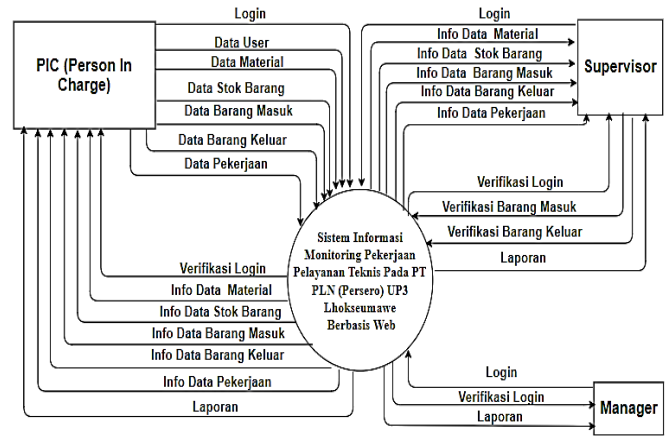 Login
Data User
Data Material
Data Stok Barang
Data Barang Masuk
Data Barang Keluar
Data Pekerjaan
PIC (Person In
Charge)
Login
Info Data Material
Info Data Stok Barang
Info Data Barang Masuk
Info Data Barang Keluar
Info Data Pekerjaan
Supervisor
Verifikasi Login
Verifikasi Barang Masuk
Verifikasi Barang Keluar
Laporan
Sistem Informasi
Monitoring Pekerjaan
Pelayanan Teknis Pada PT
PLN (Persero) UP3
Lhokseumawe
Berbasis Web
Verifikasi Login
Info Data Material
Info Data Stok Barang
Info Data Barang Masuk
Info Data Barang Keluar
Info Data Pekerjaan
Laporan
Login
Verifikasi Login
Laporan
Manager